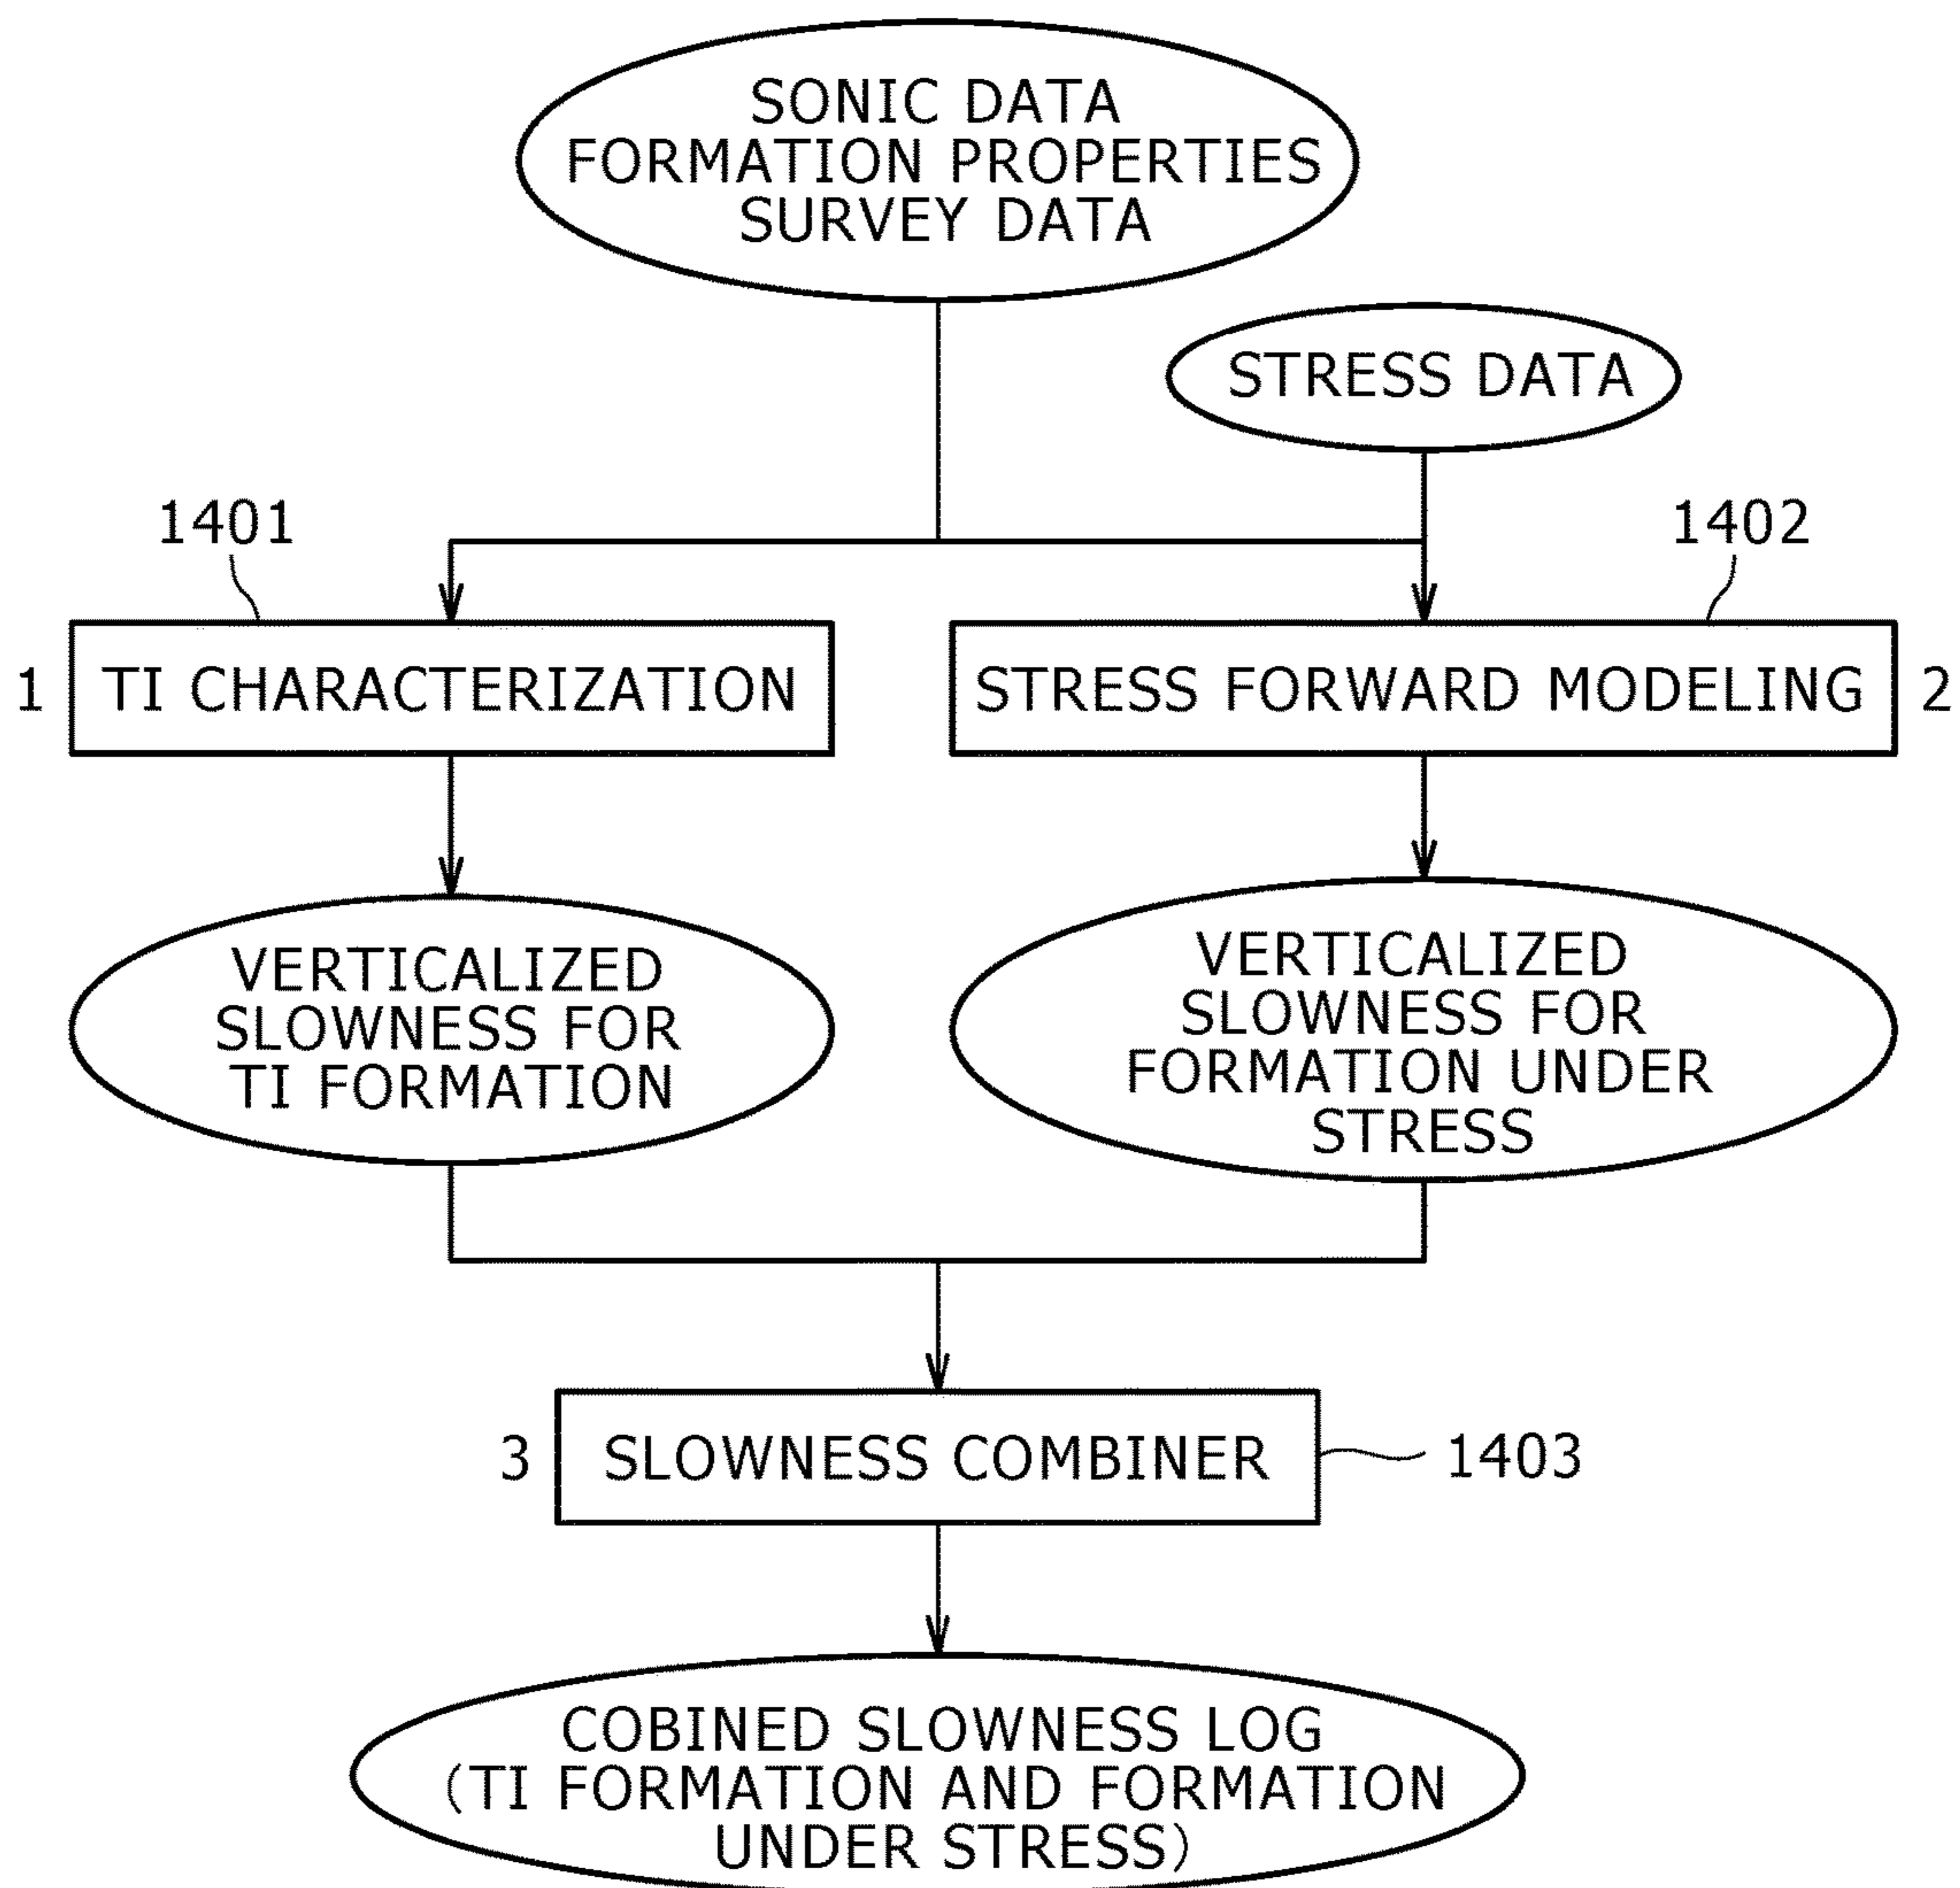 SONIC DATA
FORMATION PROPERTIES
SURVEY DATA
STRESS DATA
1401
1402
1
TI CHARACTERIZATION
STRESS FORWARD MODELING
2
VERTICALIZED
SLOWNESS FOR
TI FORMATION
VERTICALIZED
SLOWNESS FOR
FORMATION UNDER
STRESS
3
SLOWNESS COMBINER
1403
COBINED SLOWNESS LOG
(TI FORMATION AND FORMATION
UNDER STRESS)